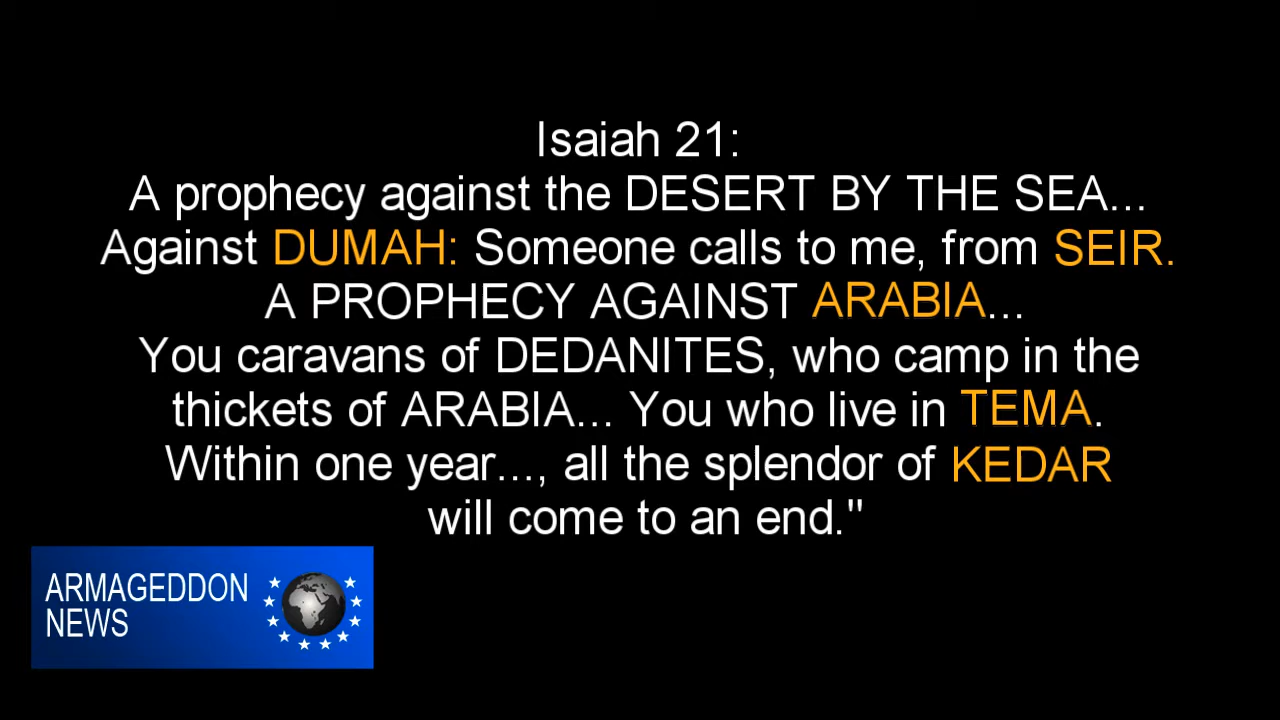 Isaiah 21:
A prophecy against the DESERT BY THE SEA...
Against DUMAH: Someone calls to me, from SEIR.
A PROPHECY AGAINST ARABIA...
You caravans of DEDANITES, who camp in the
thickets of ARABIA... You who live in TEMA.
Within one year..., all the splendor of KEDAR
will come to an end."
ARMAGEDDON
NEWS